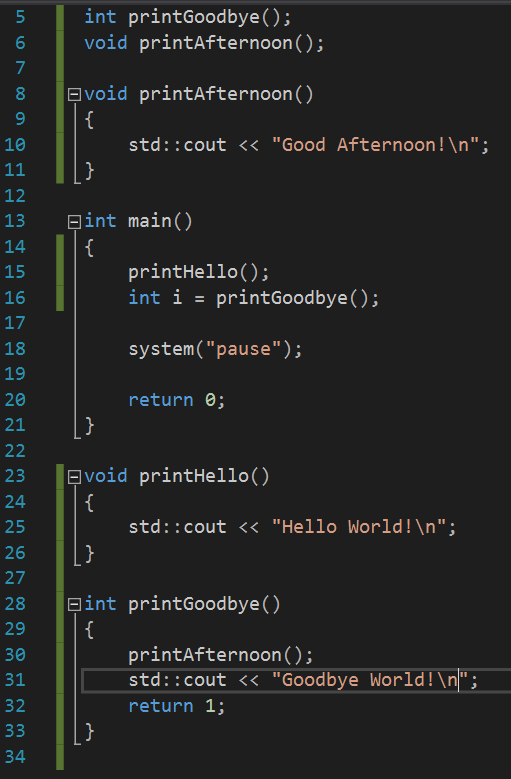 5 int printGoodbye();
6 void printAfternoon();
7
8 void printAfternoon()
9 {
10 std::cout << "Good Afternoon!\n";
11 }
12
13 int main()
14 {
15 printHello();
16 int i = printGoodbye();
17
18 system("pause");
19
20 return 0;
21 }
22
23 void printHello()
24 {
25 std::cout << "Hello World!\n";
26 }
27
28 int printGoodbye()
29 {
30 printAfternoon();
31 std::cout << "Goodbye World!\n";
32 return 1;
33 }
34